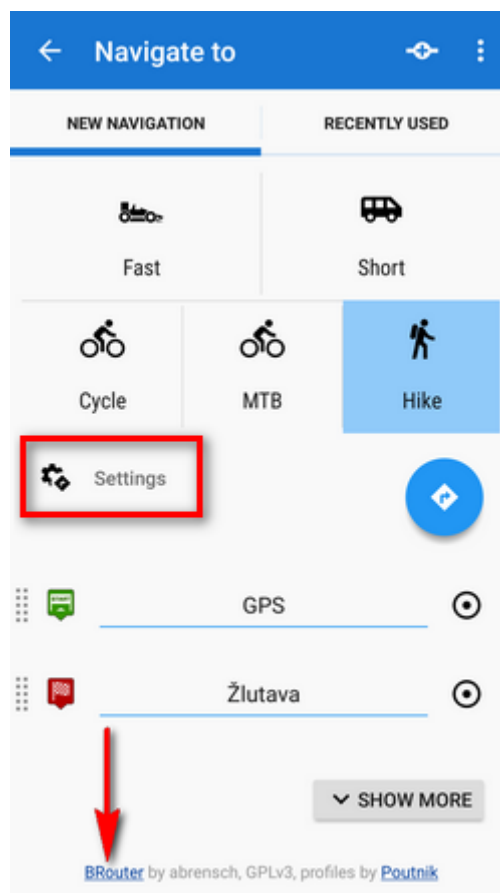 Navigate to
NEW NAVIGATION RECENTLY USED
Fast Short
Cycle MTB Hike
Settings
GPS
Žlutava
SHOW MORE
BRouter by abrensch, GPLv3, profiles by Poutnik